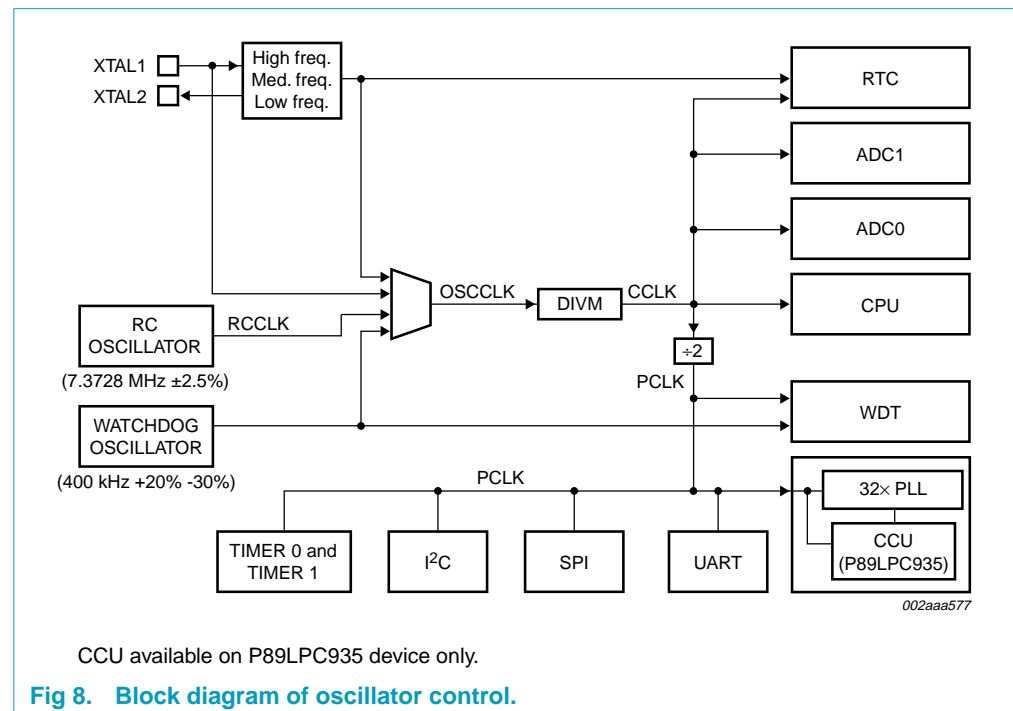 XTAL1
XTAL2
High freq.
Med. freq.
Low freq.
RTC
ADC1
ADC0
OSCCLK
DIVM
CCLK
CPU
RC
OSCILLATOR
RCCLK
(7.3728 MHz ±2.5%)
÷2
PCLK
WATCHDOG
OSCILLATOR
WDT
(400 kHz +20% -30%)
PCLK
32× PLL
TIMER 0 and
TIMER 1
I²C
SPI
UART
CCU
(P89LPC935)
002aaa577
CCU available on P89LPC935 device only.
Fig 8. Block diagram of oscillator control.